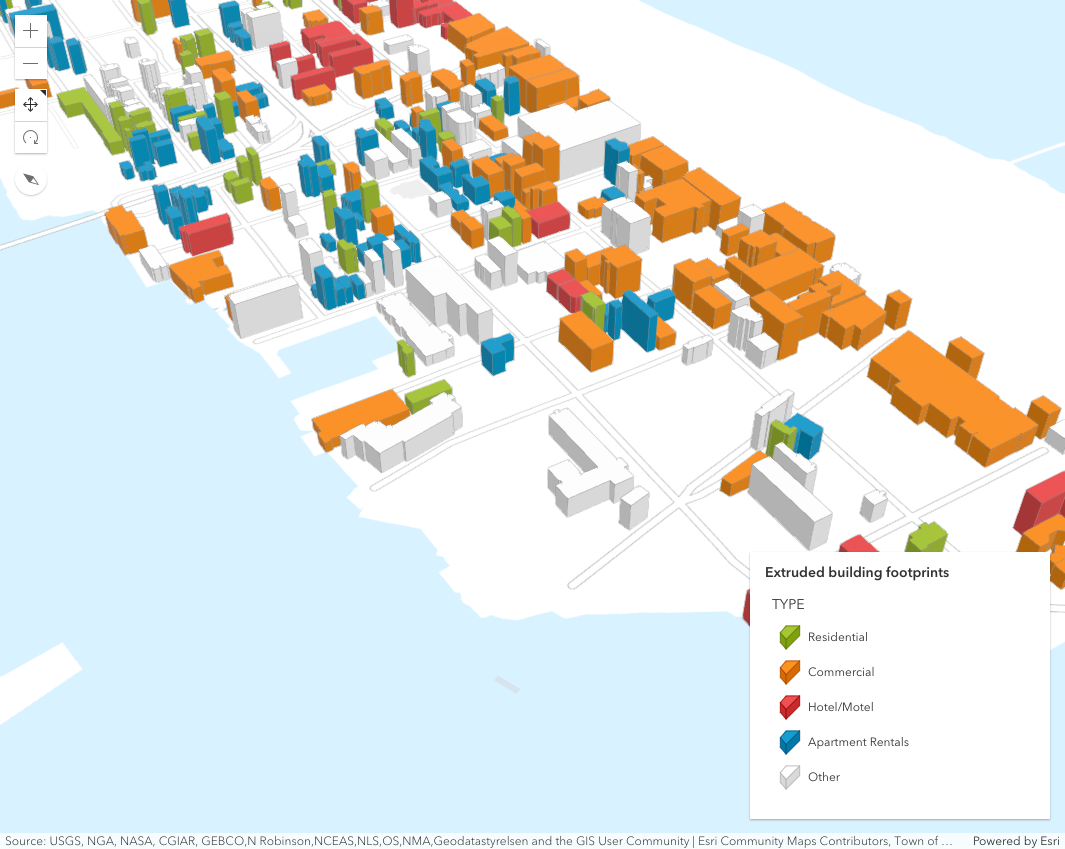 Extruded building footprints
TYPE
Residential
Commercial
Hotel/Motel
Apartment Rentals
Other
Source: USGS, NGA, NASA, CGIAR, GEBCO,N Robinson,NCEAS,NLS,OS,NMA,Geodatastyrelsen and the GIS User Community | Esri Community Maps Contributors, Town of ... Powered by Esri